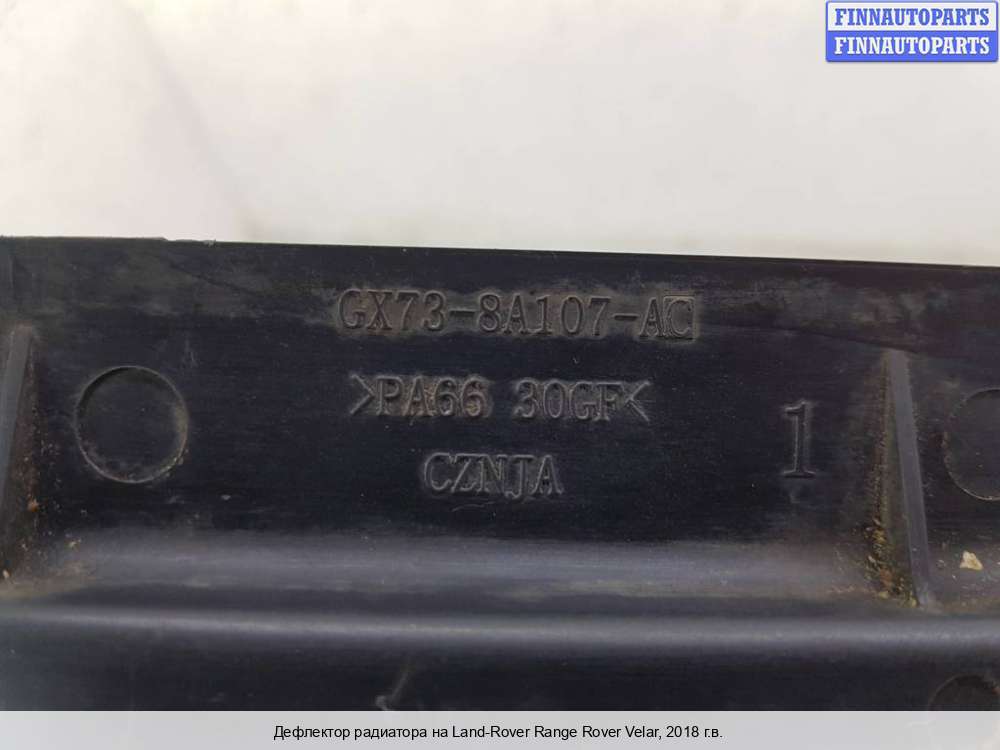 FINNAUTOPARTS
FINNAUTOPARTS
GX73-8A107-AC
>PA66 30GF<
1
CZNJA
Дефлектор радиатора на Land-Rover Range Rover Velar, 2018 г.в.